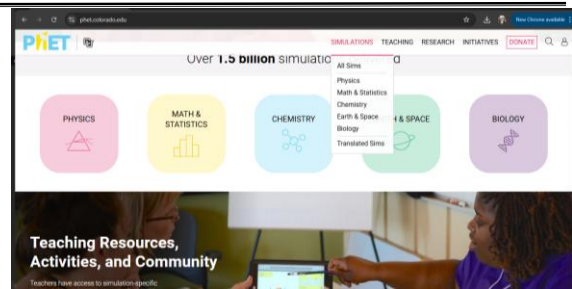 phet.colorado.edu
New Chrome available
PhET
SIMULATIONS TEACHING RESEARCH INITIATIVES DONATE
Over 1.5 billion
All Sims
Physics
Math & Statistics
Chemistry
Earth & Space
Biology
Translated Sims
PHYSICS
MATH &
STATISTICS
CHEMISTRY
& SPACE
BIOLOGY
Teaching Resources,
Activities, and Community
Teachers have access to simulation-specific